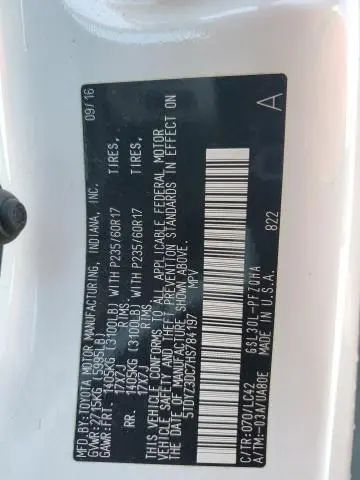 MFD.BY:TOYOTA MOTOR MANUFACTURING, INDIANA, INC. 09/16
GVWR:2715KG (5995LB)
GAWR:FRT- 1405KG (3100LB) WITH P235/60R17 TIRES,
17X7J RIMS,
RR. 1405KG (3100LB) WITH P235/60R17 TIRES,
17X7J RIMS
THIS VEHICLE CONFORMS TO ALL APPLICABLE FEDERAL MOTOR
VEHICLE SAFETY AND THEFT PREVENTION STANDARDS IN EFFECT ON
THE DATE OF MANUFACTURE SHOWN ABOVE.
MPV A
C/TR:070/LC42 GSL30L-PFZQHA
A/TM:-03A/UA80E MADE IN U.S.A. 822